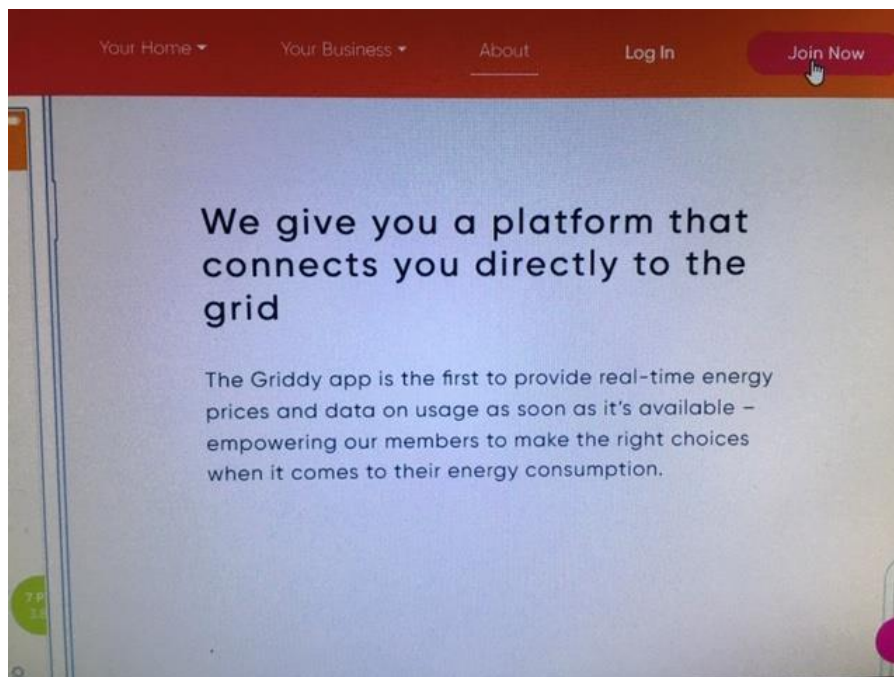 Your Home
Your Business
About
Log In
Join Now
We give you a platform that
connects you directly to the
grid
The Griddy app is the first to provide real-time energy
prices and data on usage as soon as it's available –
empowering our members to make the right choices
when it comes to their energy consumption.